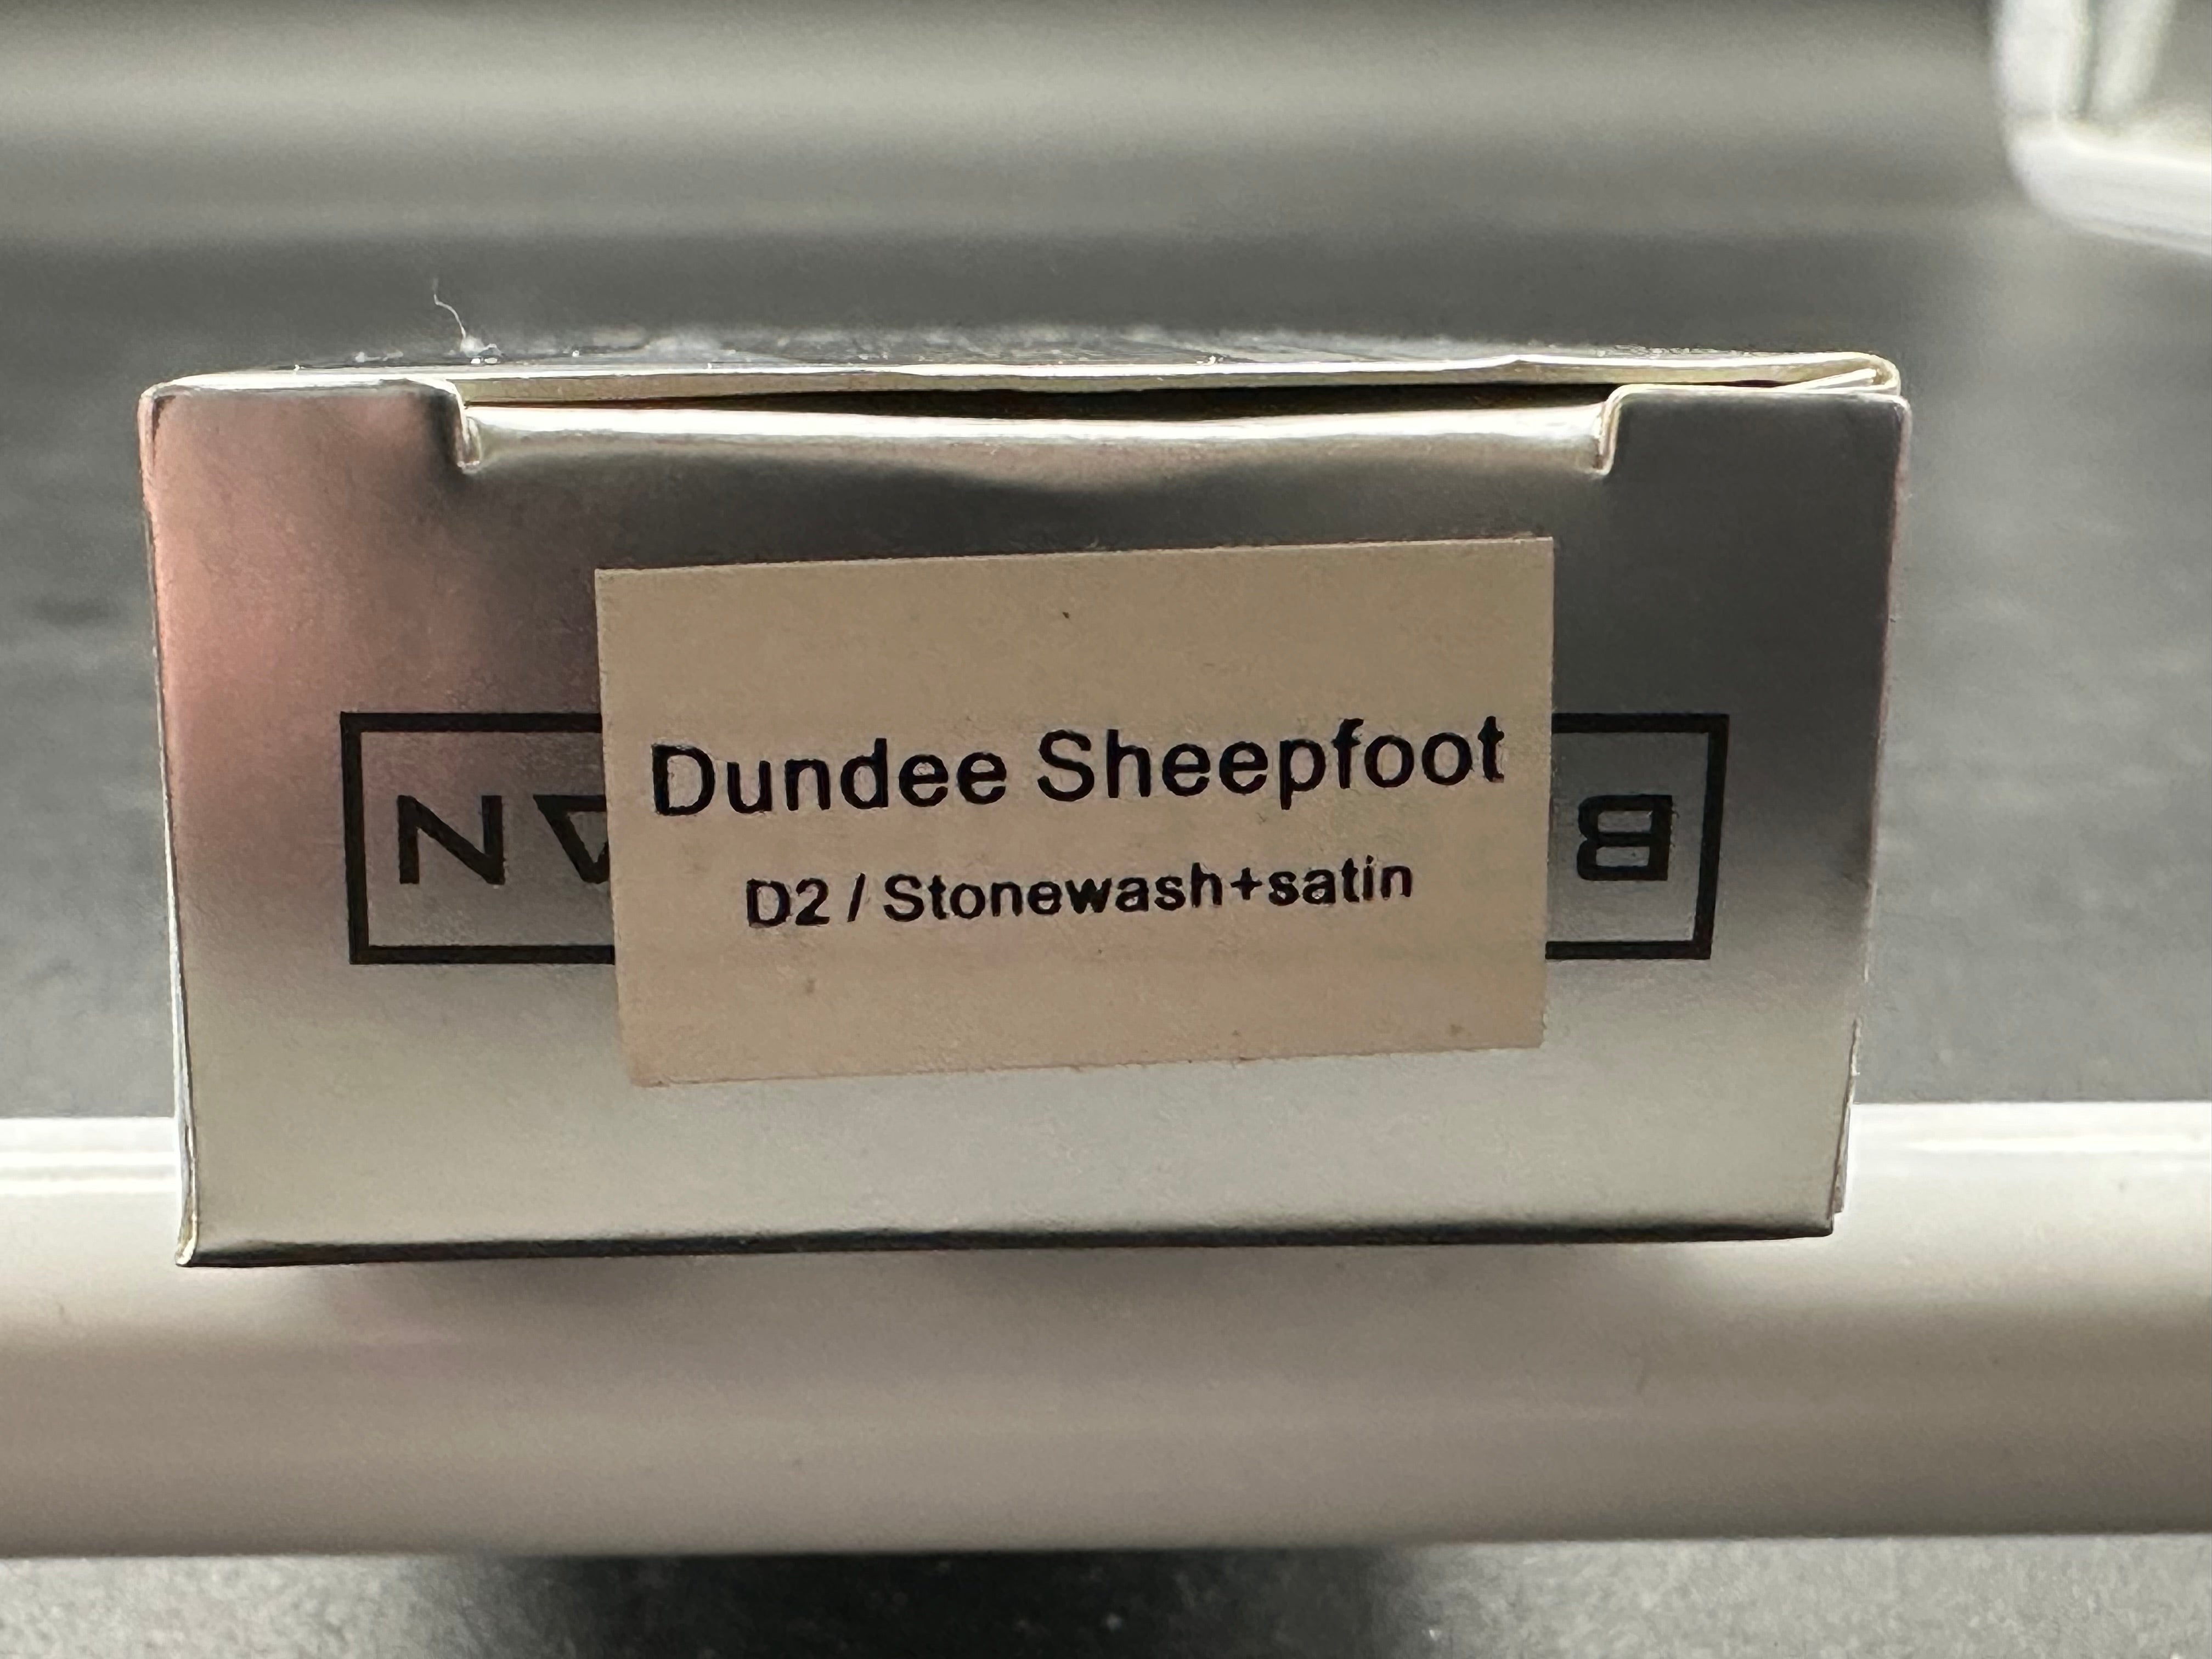 Dundee Sheepfoot
D2 / Stonewash+satin